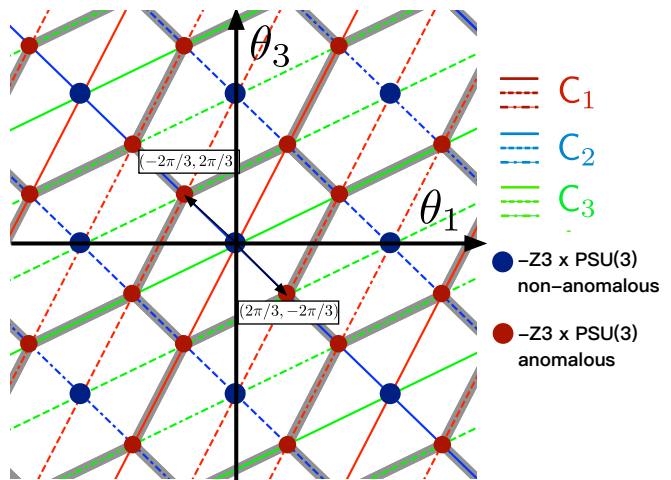 θ₃
C₁
(−2π/3, 2π/3
C₂
θ₁
C₃
−Z3 x PSU(3)
non−anomalous
(2π/3, −2π/3)
−Z3 x PSU(3)
anomalous